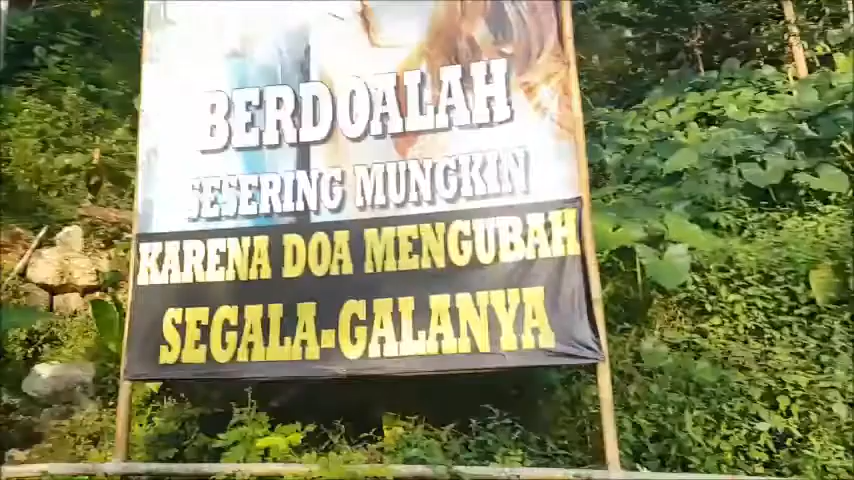 BERDOALAH
SESERING MUNGKIN
KARENA DOA MENGUBAH
SEGALA-GALANYA